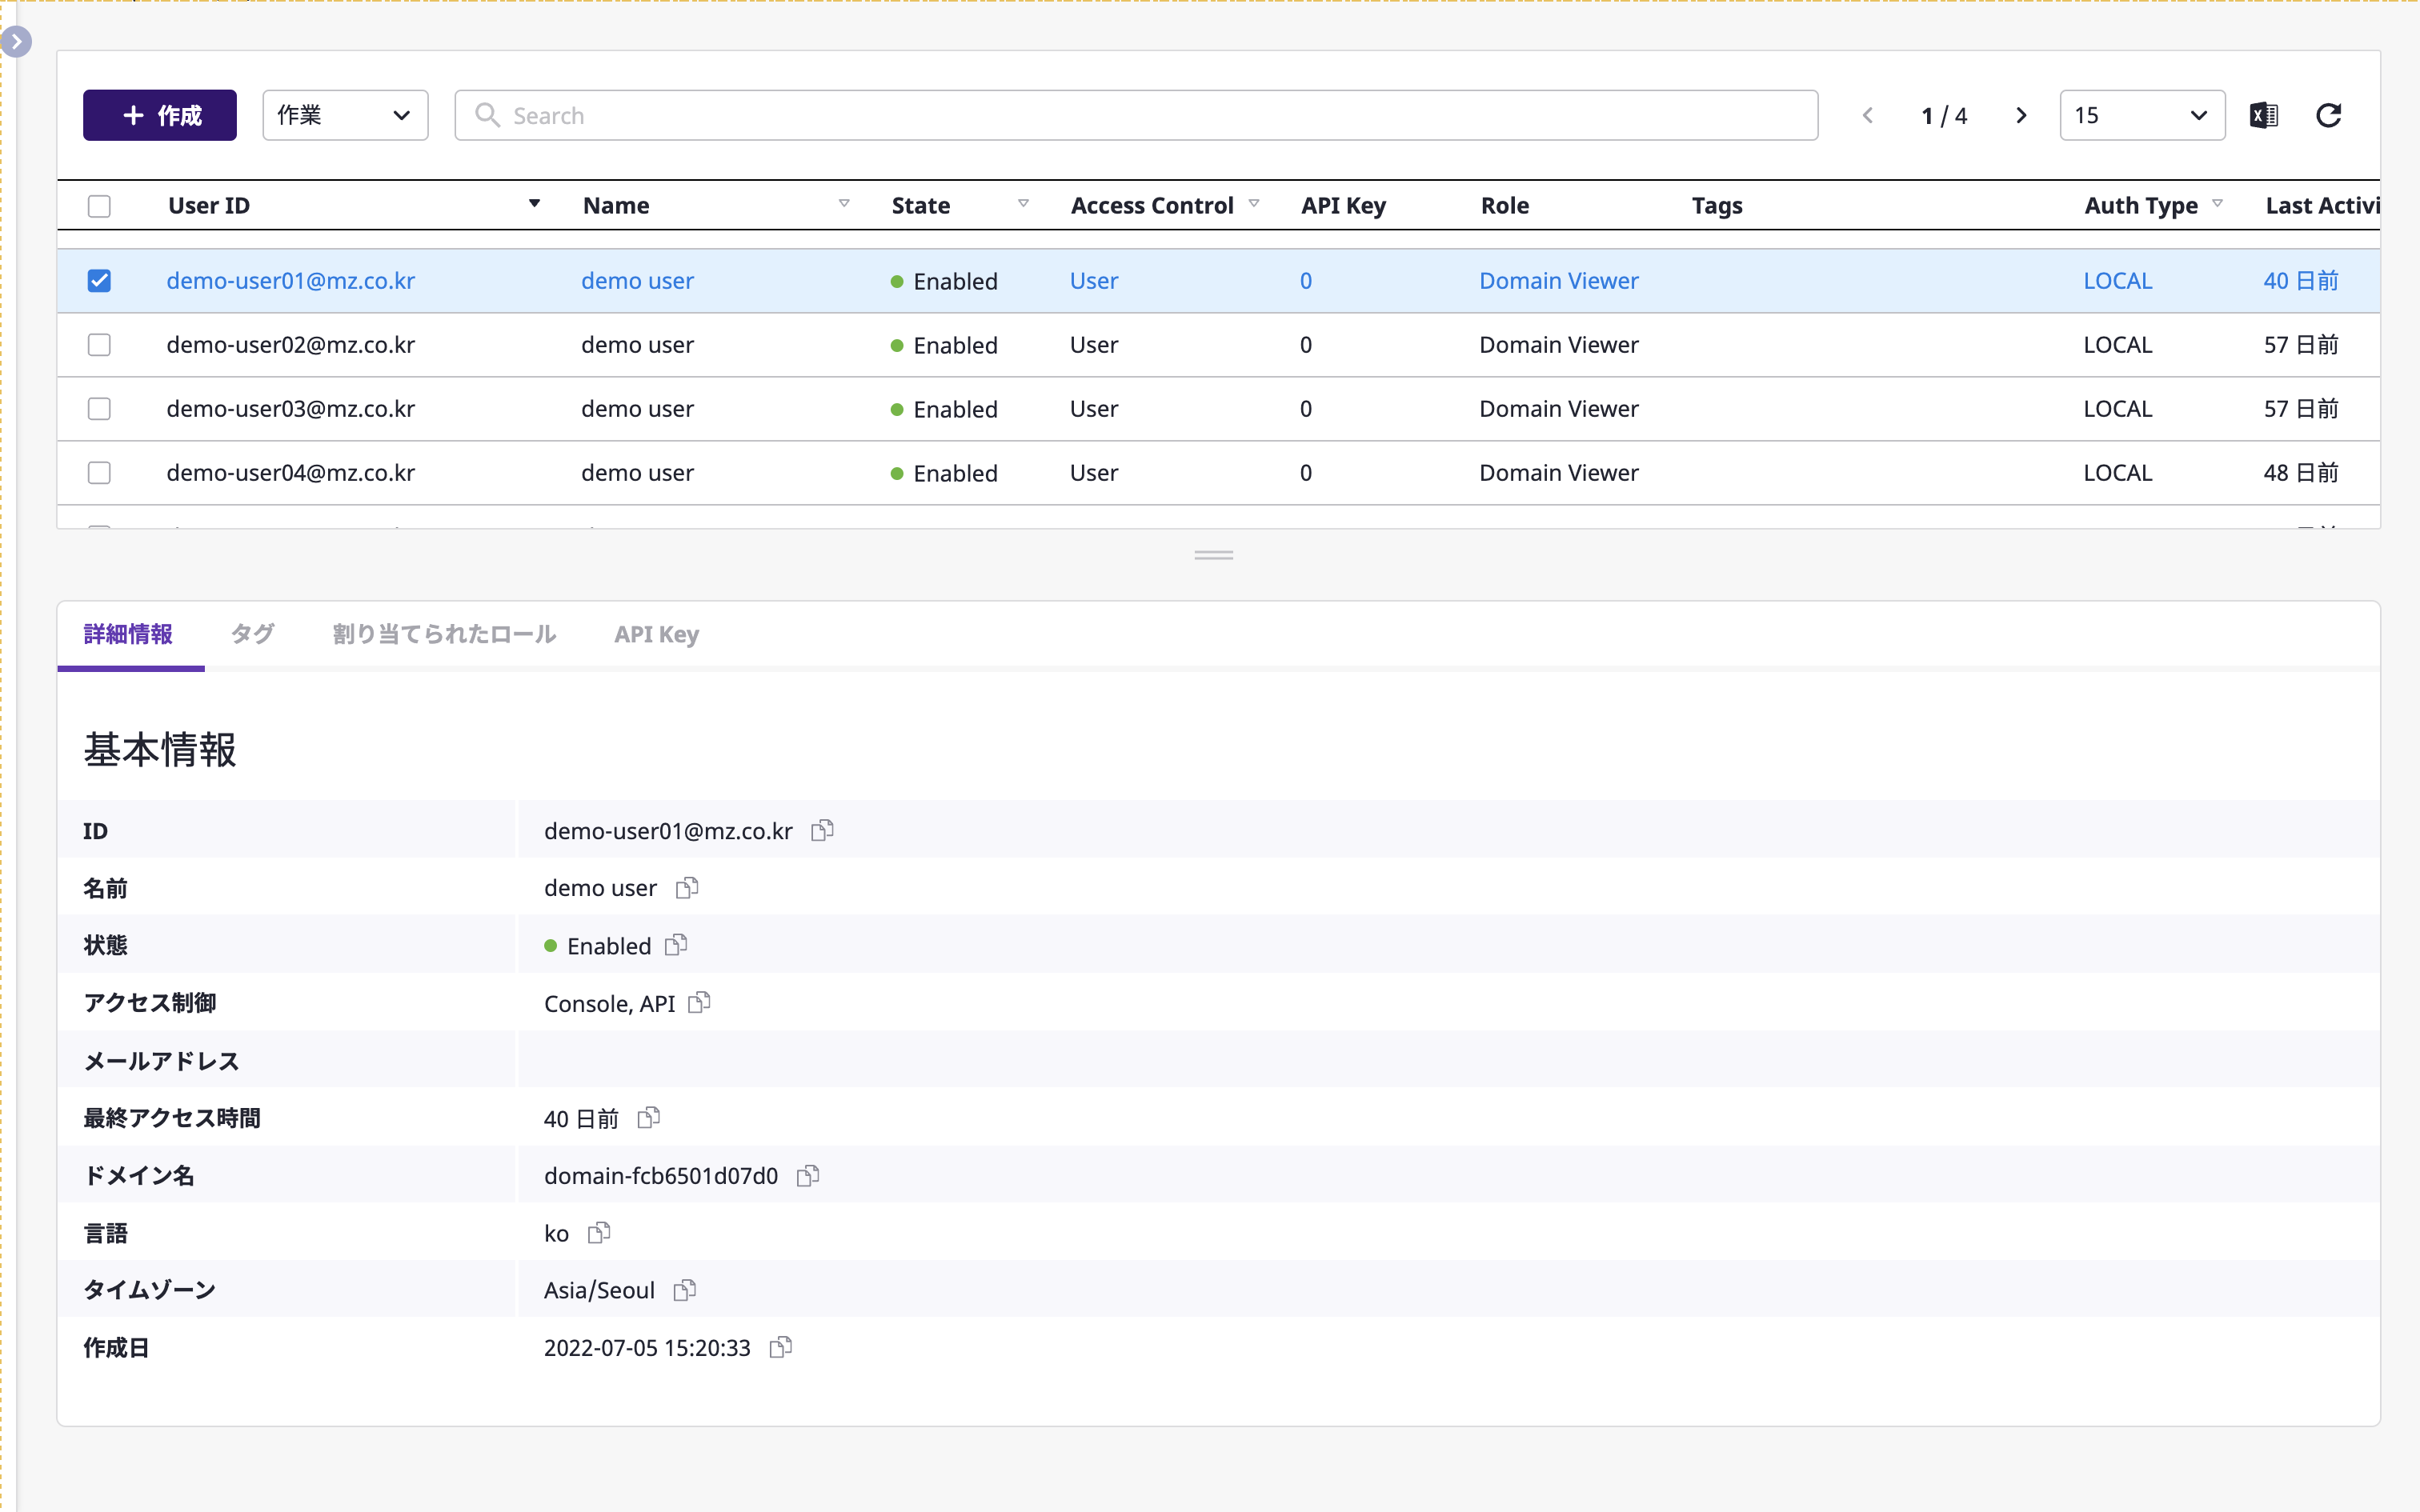 作成 作業 Search 1 / 4 15
User ID Name State Access Control API Key Role Tags Auth Type Last Activi
demo-user01@mz.co.kr demo user Enabled User 0 Domain Viewer LOCAL 40 日前
demo-user02@mz.co.kr demo user Enabled User 0 Domain Viewer LOCAL 57 日前
demo-user03@mz.co.kr demo user Enabled User 0 Domain Viewer LOCAL 57 日前
demo-user04@mz.co.kr demo user Enabled User 0 Domain Viewer LOCAL 48 日前
詳細情報 タグ 割り当てられたロール API Key
基本情報
ID demo-user01@mz.co.kr
名前 demo user
状態 Enabled
アクセス制御 Console, API
メールアドレス
最終アクセス時間 40 日前
ドメイン名 domain-fcb6501d07d0
言語 ko
タイムゾーン Asia/Seoul
作成日 2022-07-05 15:20:33